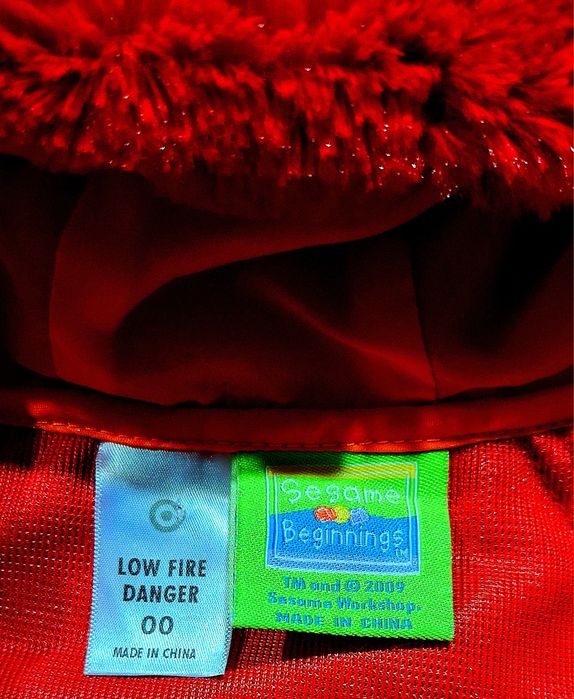 LOW FIRE
DANGER
00
MADE IN CHINA
Sesame
Beginnings TM
TM and © 2009
Sesame Workshop.
MADE IN CHINA